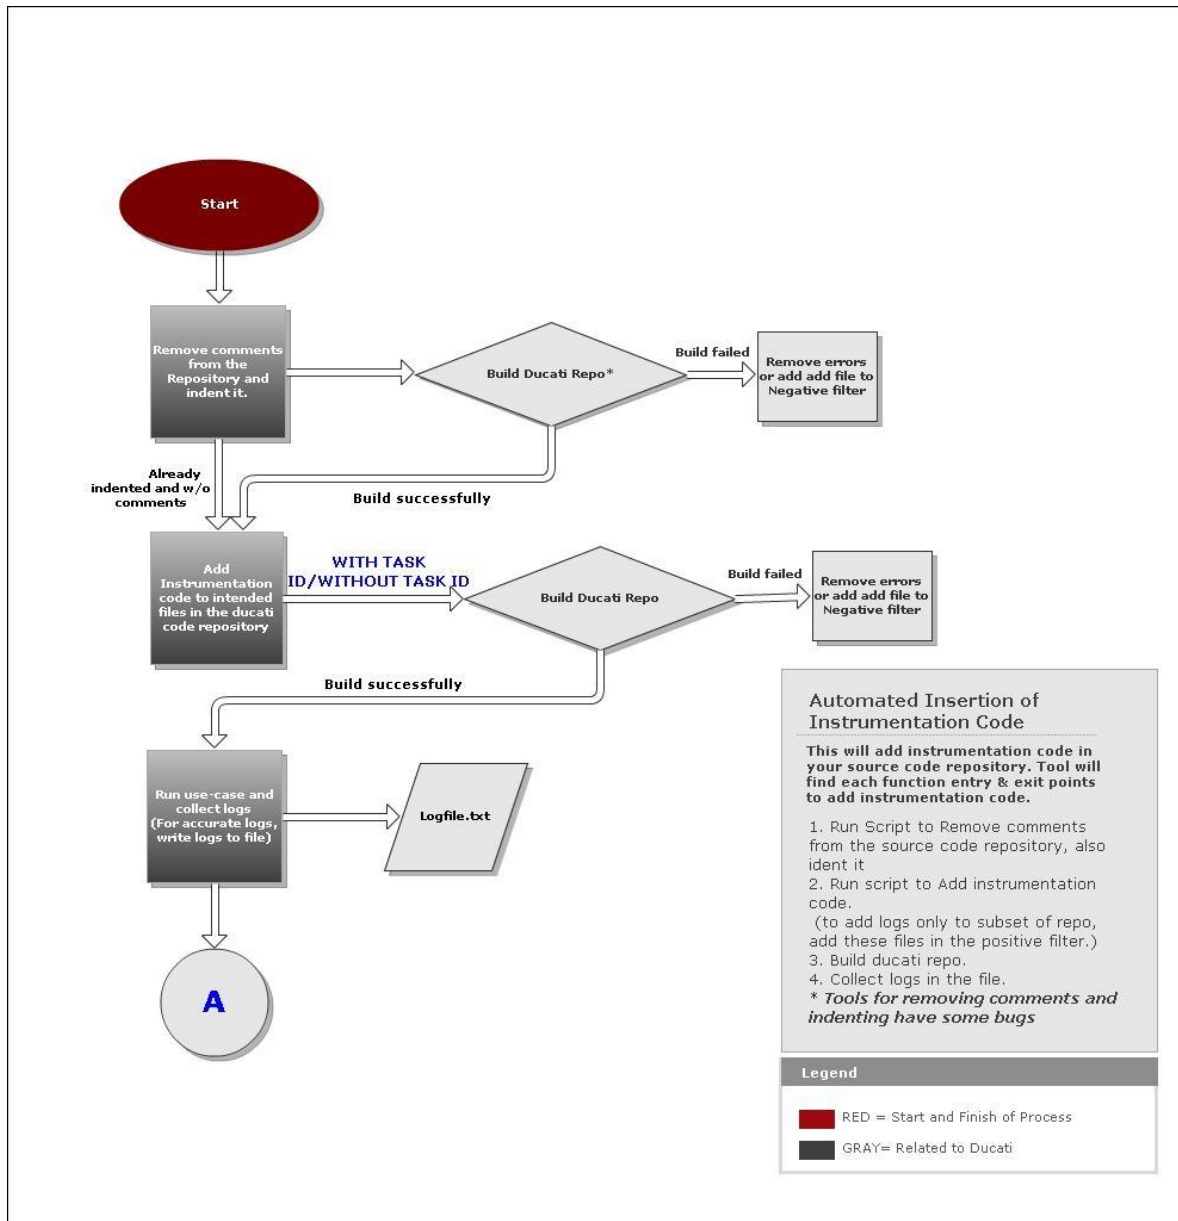 Start
Remove comments
from the
Repository and
indent it.
Build Ducati Repo*
Build failed
Remove errors
or add add file to
Negative filter
Already
indented and w/o
comments
Build successfully
Add
Instrumentation
code to intended
files in the ducati
code repository
WITH TASK
ID/WITHOUT TASK ID
Build Ducati Repo
Build failed
Remove errors
or add add file to
Negative filter
Build successfully
Run use-case and
collect logs
(For accurate logs,
write logs to file)
Logfile.txt
A
Automated Insertion of
Instrumentation Code
This will add instrumentation code in
your source code repository. Tool will
find each function entry & exit points
to add instrumentation code.
1. Run Script to Remove comments
from the source code repository, also
ident it
2. Run script to Add instrumentation
code.
(to add logs only to subset of repo,
add these files in the positive filter.)
3. Build ducati repo.
4. Collect logs in the file.
* Tools for removing comments and
indenting have some bugs
Legend
RED = Start and Finish of Process
GRAY= Related to Ducati